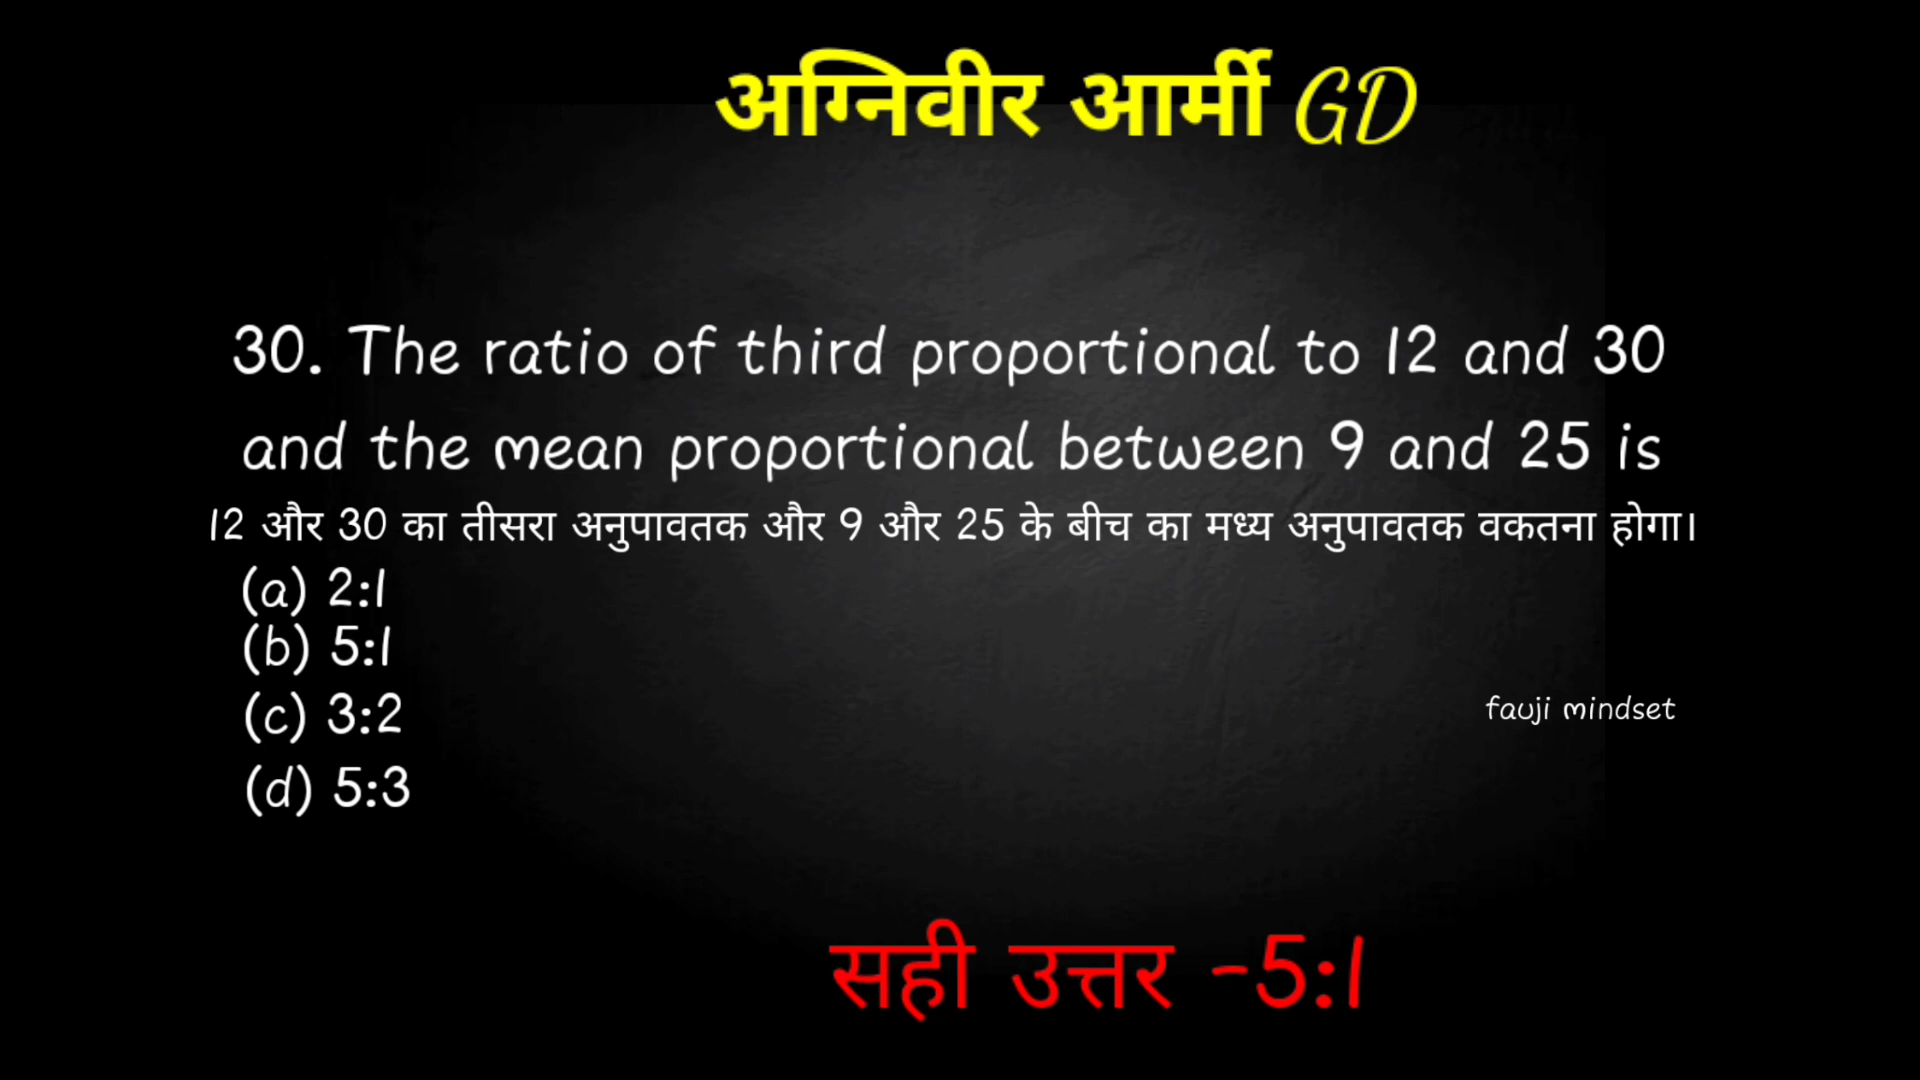 अग्निवीर आर्मी GD
30. The ratio of third proportional to 12 and 30
and the mean proportional between 9 and 25 is
12 और 30 का तीसरा अनुपावतक और 9 और 25 के बीच का मध्य अनुपावतक वकतना होगा।
(a) 2:1
(b) 5:1
(c) 3:2
fauji mindset
(d) 5:3
सही उत्तर -5:1